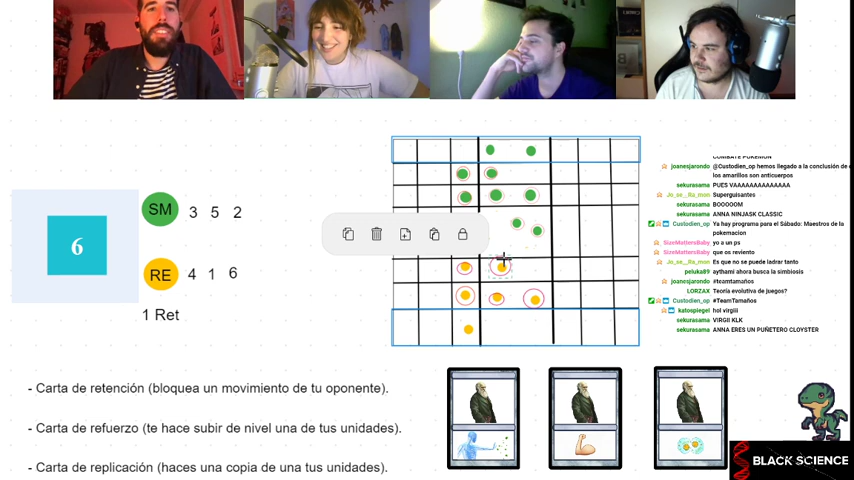 SM 3 5 2
6
RE 4 1 6
1 Ret
- Carta de retención (bloquea un movimiento de tu oponente).
- Carta de refuerzo (te hace subir de nivel una de tus unidades).
- Carta de replicación (haces una copia de una tus unidades).
COMBATE POKEMON
joanesjarondo @Custodien_op hemos llegado a la conclusión de
los amarillos son anticuerpos
sekurasama PUES VAAAAAAAAAAAAA
Jo_se__Ra_mon Superguisantes
sekurasama BOOOOOM
sekurasama ANNA NINJASK CLASSIC
Custodien_op Ya hay programa para el Sábado: Maestros de la
pokemacion
SizeMattersBaby yo a un ps
SizeMattersBaby que os reviento
Jo_se__Ra_mon Es que no se puede ladrar tanto
peluka89 aythami ahora busca la simbiosis
joanesjarondo #teamtamaños
LORZAX Teoría evolutiva de juegos?
Custodien_op #TeamTamaños
katospiegel hol virgiii
sekurasama VIRGII KLK
sekurasama ANNA ERES UN PUÑETERO CLOYSTER
BLACK SCIENCE